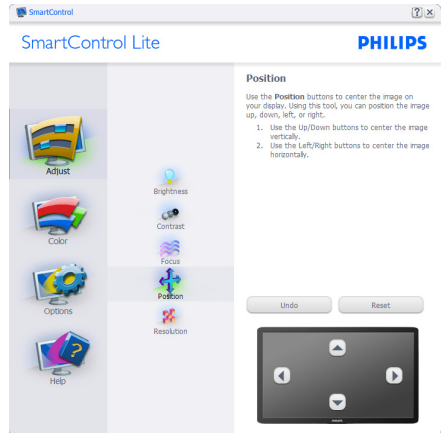 SmartControl
SmartControl Lite
PHILIPS
Adjust
Color
Options
Help
Brightness
Contrast
Focus
Position
Resolution
Position
Use the Position buttons to center the image on
your display. Using this tool, you can position the image
up, down, left, or right.
1. Use the Up/Down buttons to center the image
vertically.
2. Use the Left/Right buttons to center the image
horizontally.
Undo
Reset
PHILIPS